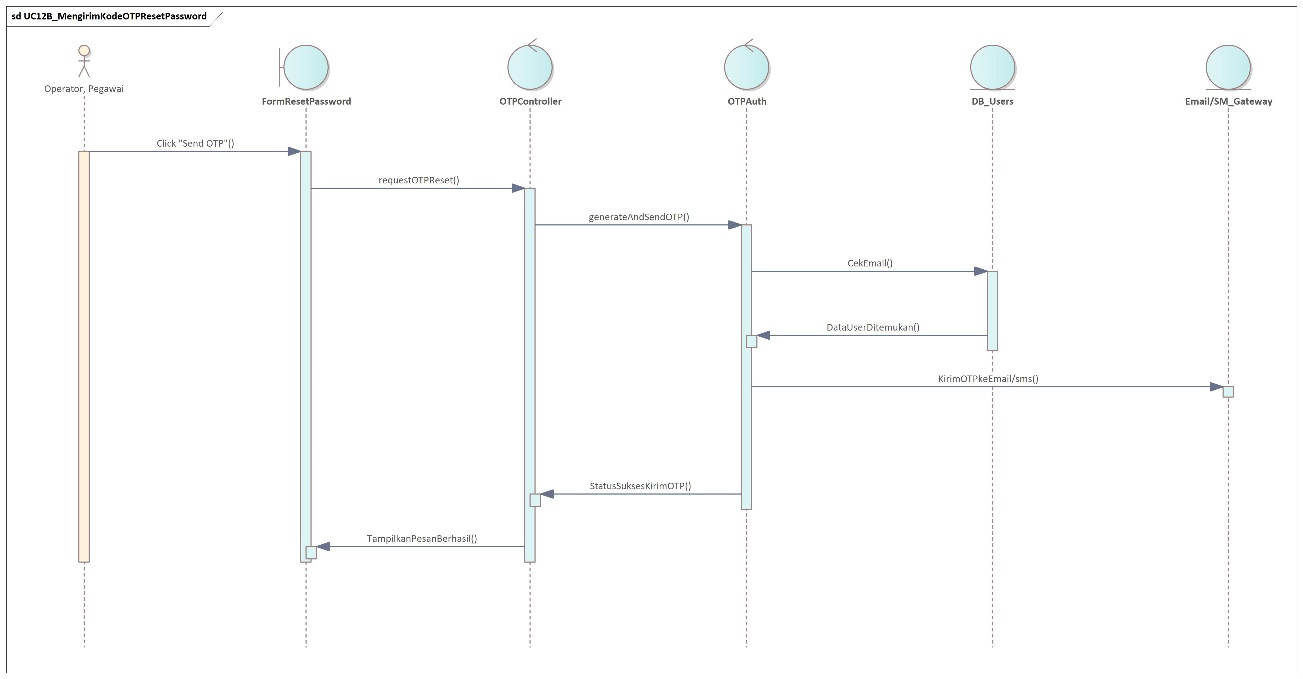 sd UC12B_MengirimKodeOTPResetPassword
Operator, Pegawai
FormResetPassword
OTPController
OTPAuth
DB_Users
Email/SM_Gateway
Click "Send OTP"()
requestOTPReset()
generateAndSendOTP()
CekEmail()
DataUserDitemukan()
KirimOTPkeEmail/sms()
StatusSuksesKirimOTP()
TampilkanPesanBerhasil()